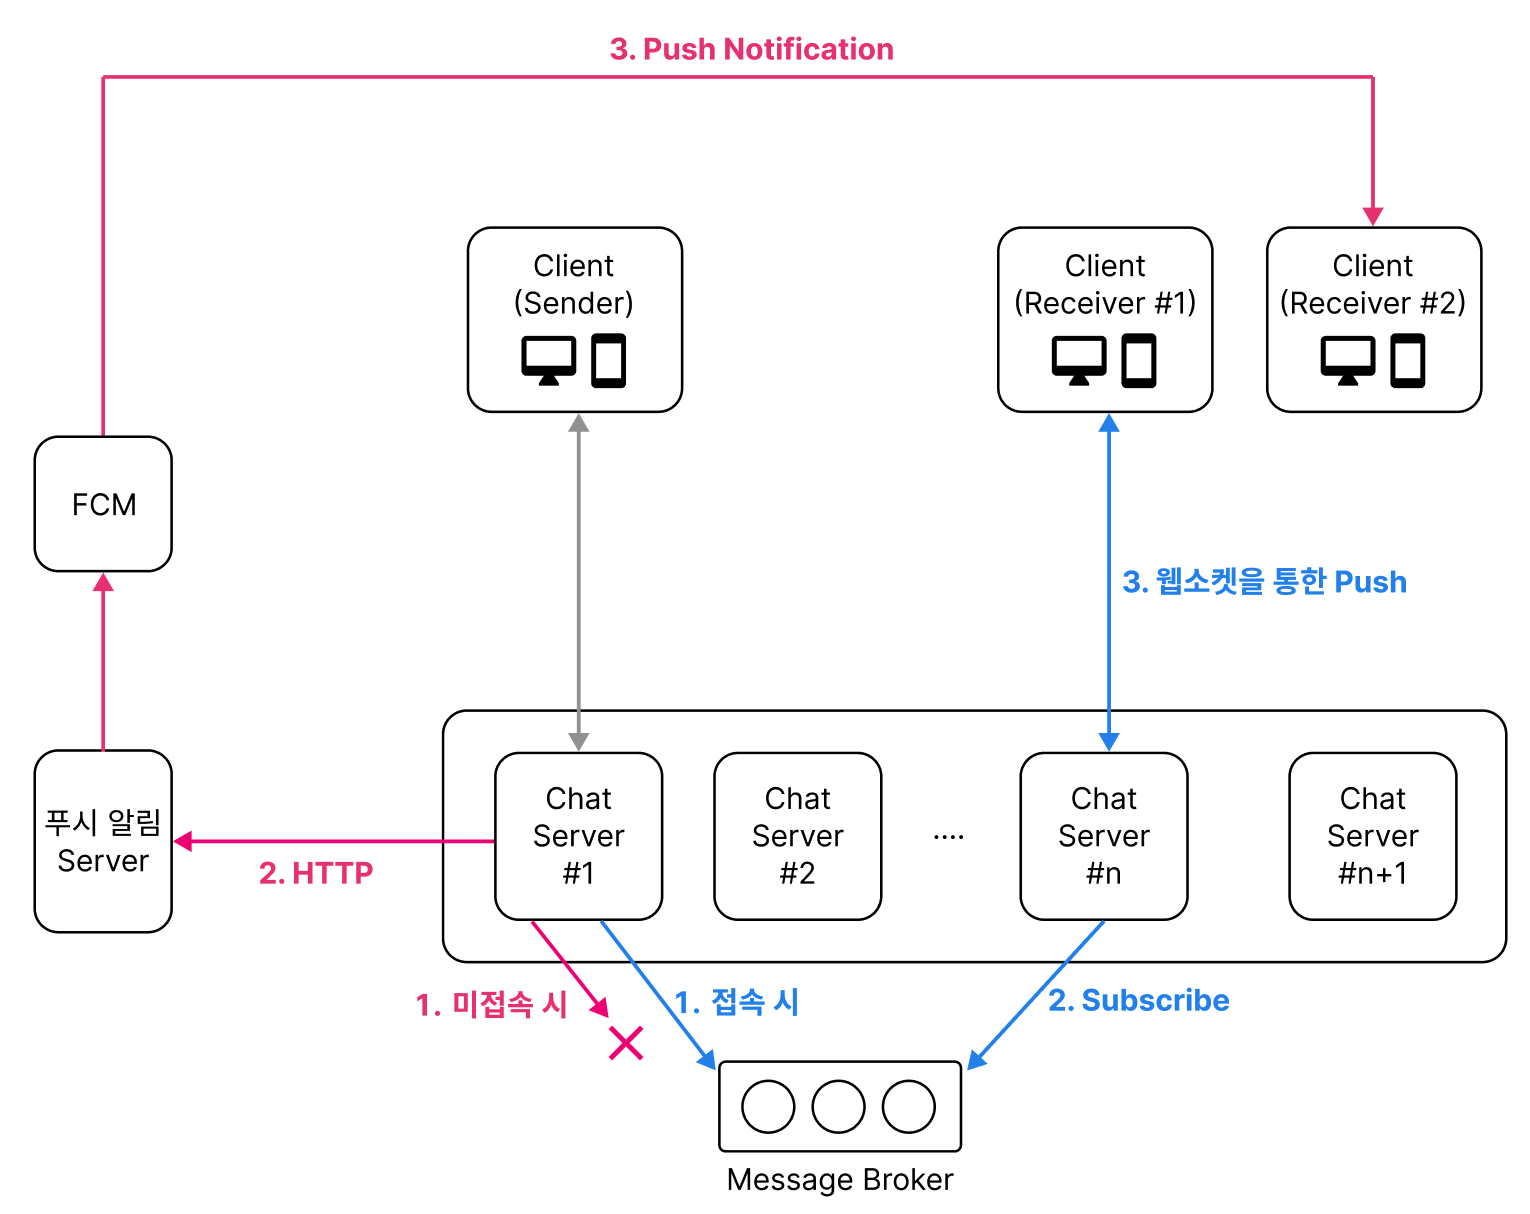 3. Push Notification
Client
(Sender)
Client
(Receiver #1)
Client
(Receiver #2)
FCM
3. 웹소켓을 통한 Push
푸시 알림
Server
Chat
Server
#1
Chat
Server
#2
....
Chat
Server
#n
Chat
Server
#n+1
2. HTTP
1. 미접속 시
1. 접속 시
2. Subscribe
Message Broker